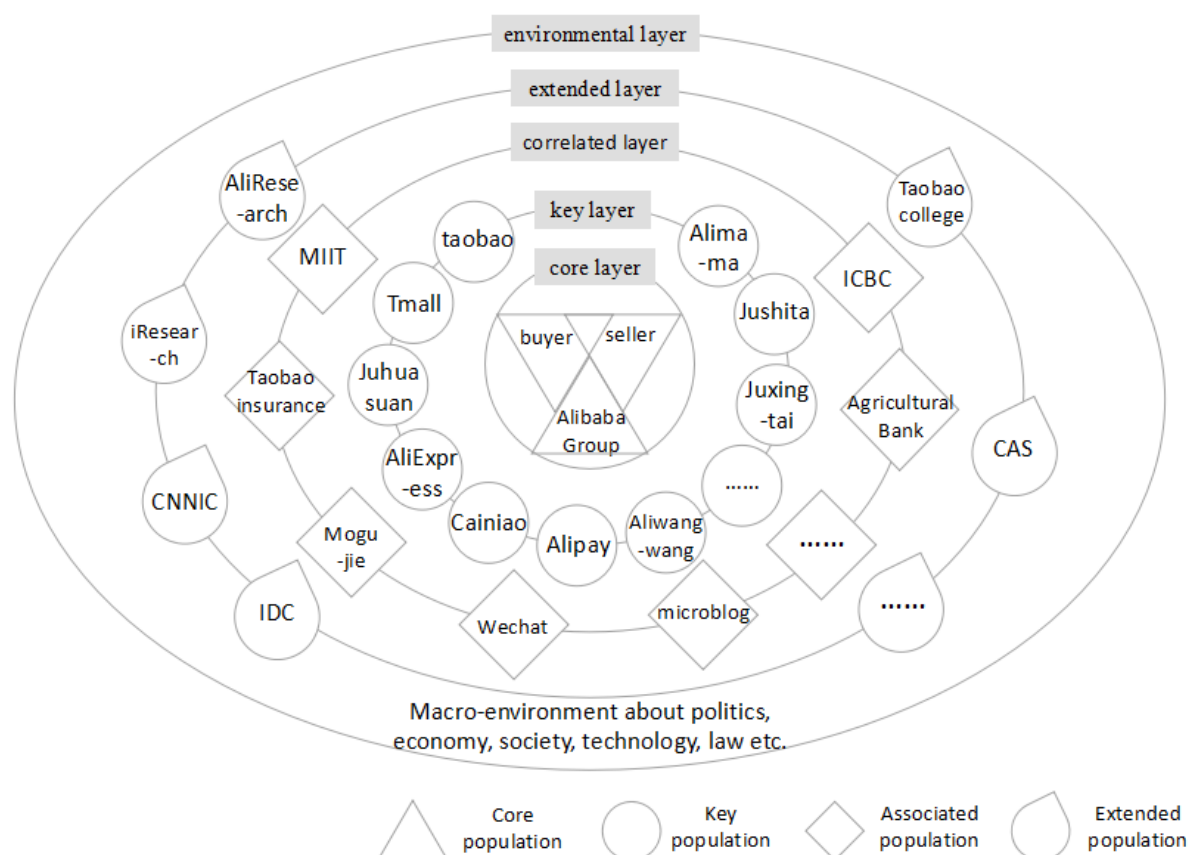 environmental layer
extended layer
correlated layer
key layer
core layer
AliRese
-arch
MIIT
taobao
Alima
-ma
Taobao
college
ICBC
iResear
-ch
Tmall
Jushita
buyer
seller
Taobao
insurance
Juhua
suan
Juxing
-tai
Agricultural
Bank
Alibaba
Group
CAS
AliExpr
-ess
......
CNNIC
Cainiao
Alipay
Aliwang
-wang
Mogu
-jie
......
IDC
Wechat
microblog
......
Macro-environment about politics,
economy, society, technology, law etc.
Core
population
Key
population
Associated
population
Extended
population